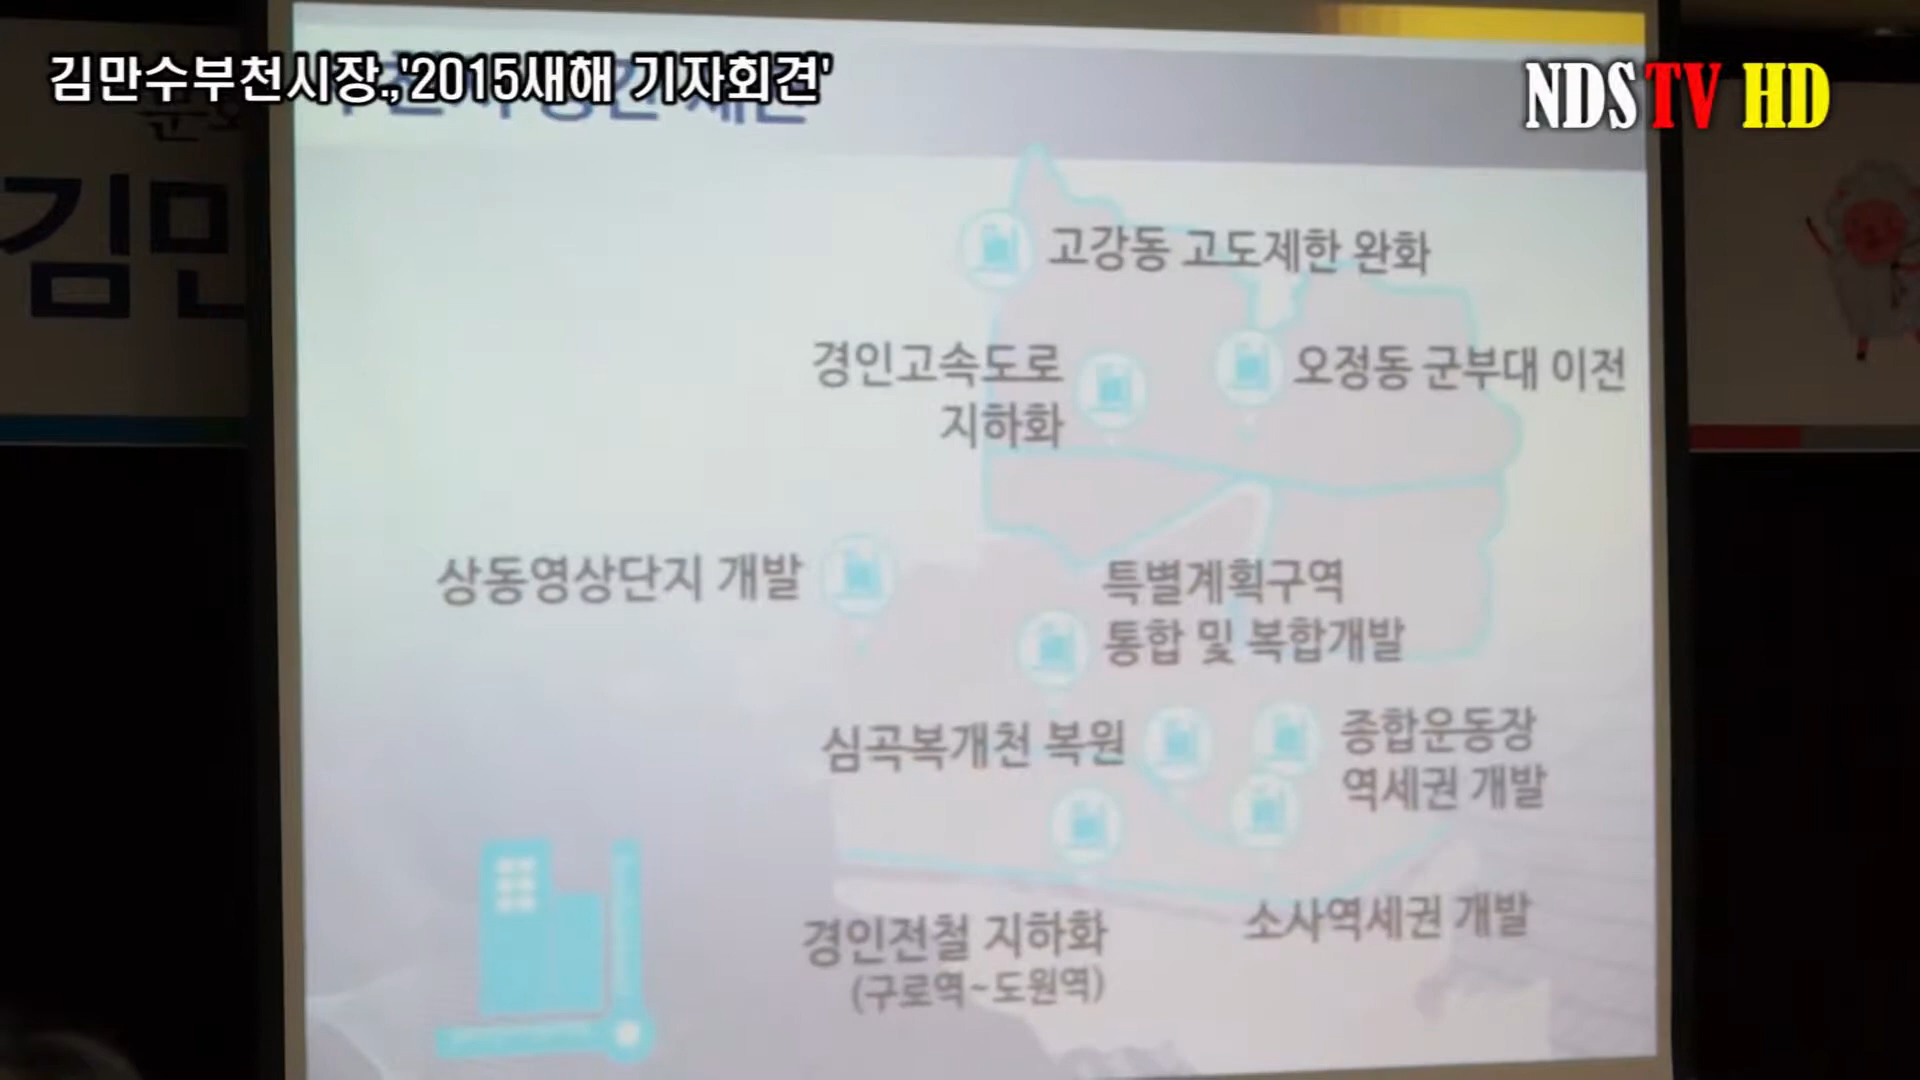 김만수부천시장.,'2015새해 기자회견'
NDSTV HD
김만
고강동 고도제한 완화
경인고속도로
지하화
오정동 군부대 이전
상동영상단지 개발
특별계획구역
통합 및 복합개발
심곡복개천 복원
종합운동장
역세권 개발
경인전철 지하화
(구로역~도원역)
소사역세권 개발